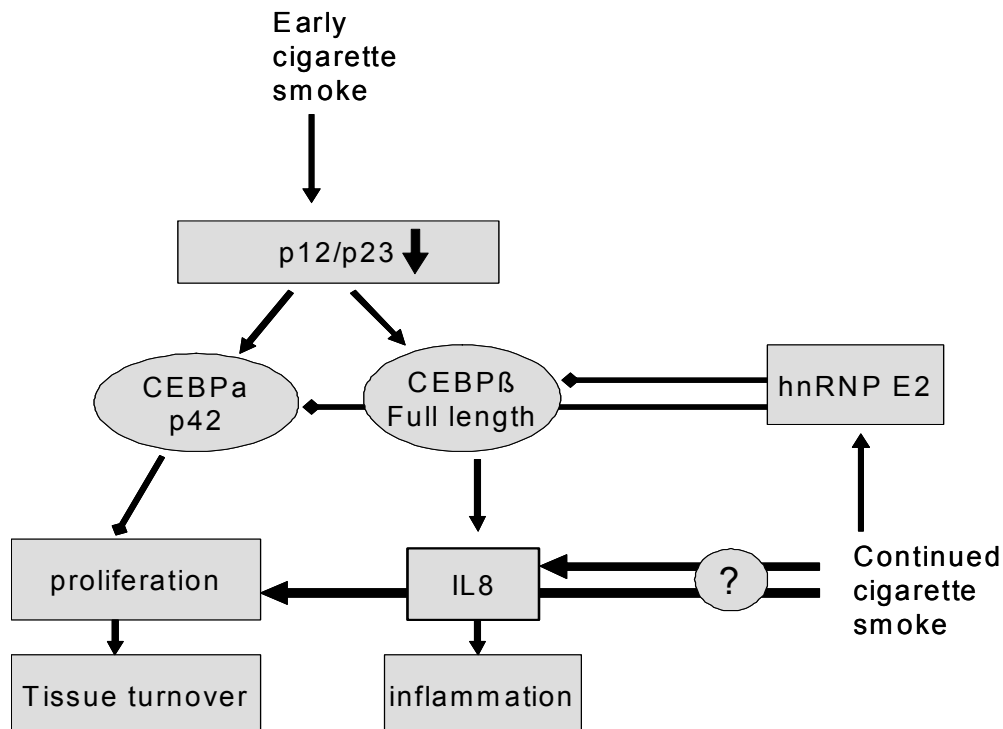 Early
cigarette
smoke
p12/p23
CEBPa
p42
CEBPß
Full length
hnRNP E2
proliferation
IL8
?
Continued
cigarette
smoke
Tissue turnover
inflammation